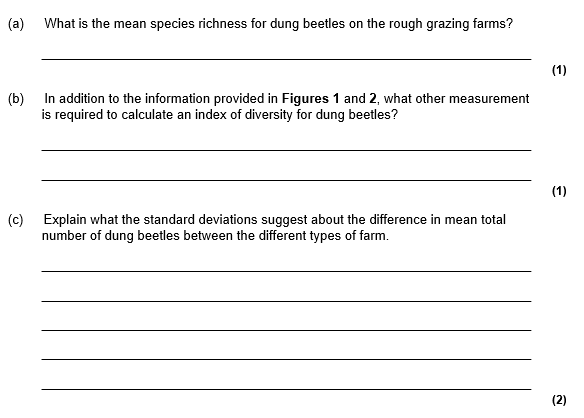 (a) What is the mean species richness for dung beetles on the rough grazing farms?
(1)
(b) In addition to the information provided in Figures 1 and 2, what other measurement
is required to calculate an index of diversity for dung beetles?
(1)
(c) Explain what the standard deviations suggest about the difference in mean total
number of dung beetles between the different types of farm.
(2)